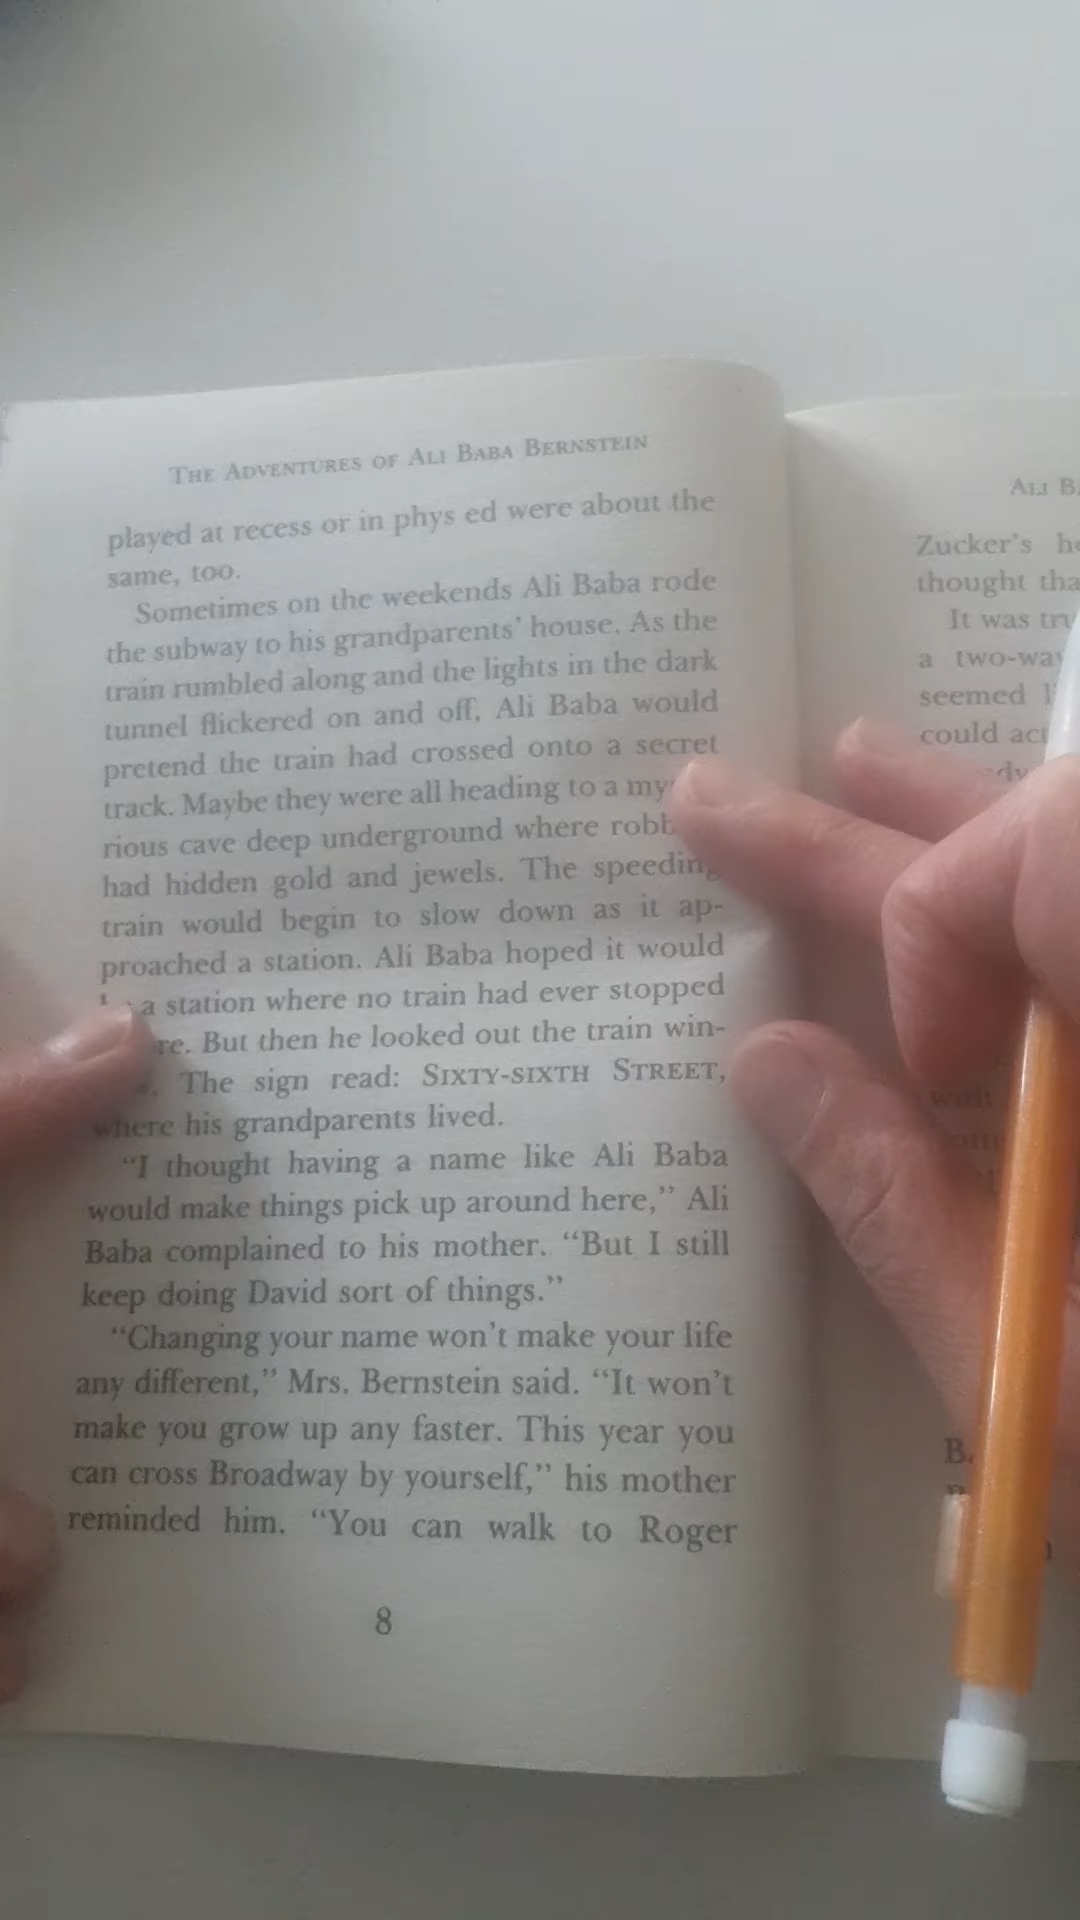 THE ADVENTURES OF ALI BABA BERNSTEIN
played at recess or in phys ed were about the
same, too.
Sometimes on the weekends Ali Baba rode
the subway to his grandparents' house. As the
train rumbled along and the lights in the dark
tunnel flickered on and off, Ali Baba would
pretend the train had crossed onto a secret
track. Maybe they were all heading to a
rious cave deep underground where
had hidden gold and jewels. The speeding
train would begin to slow down as it ap-
proached a station. Ali Baba hoped it would
a station where no train had ever stopped
But then he looked out the train win-
The sign read: SIXTY-SIXTH STREET,
where his grandparents lived.
“I thought having a name like Ali Baba
would make things pick up around here,” Ali
Baba complained to his mother. “But I still
keep doing David sort of things.”
“Changing your name won't make your life
any different,” Mrs. Bernstein said. “It won't
make you grow up any faster. This year you
can cross Broadway by yourself,” his mother
reminded him. “You can walk to Roger
8
ALI
Zucker's
thought
It was
a two-way
seemed
could